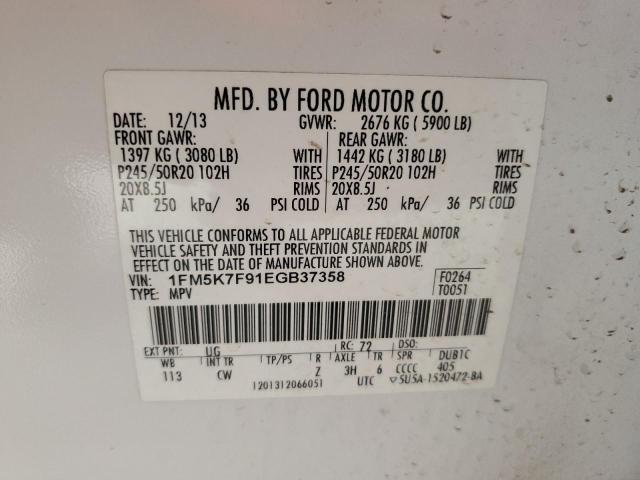 MFD. BY FORD MOTOR CO.
DATE: 12/13 GVWR: 2676 KG ( 5900 LB)
FRONT GAWR: REAR GAWR:
1397 KG ( 3080 LB) WITH 1442 KG ( 3180 LB) WITH
P245/50R20 102H TIRES P245/50R20 102H TIRES
20X8.5J RIMS 20X8.5J RIMS
AT 250 kPa/ 36 PSI COLD AT 250 kPa/ 36 PSI COLD
THIS VEHICLE CONFORMS TO ALL APPLICABLE FEDERAL MOTOR
VEHICLE SAFETY AND THEFT PREVENTION STANDARDS IN
EFFECT ON THE DATE OF MANUFACTURE SHOWN ABOVE.
VIN: 1FM5K7F91EGB37358 F0264
TYPE: MPV T0051
EXT PNT: UG RC: 72 DSO:
WB INT TR TP/PS R AXLE TR SPR DUB1C
113 CW Z 3H 6 CCCC 405
1201312066051 UTC ▽5U5A-1520472-BA